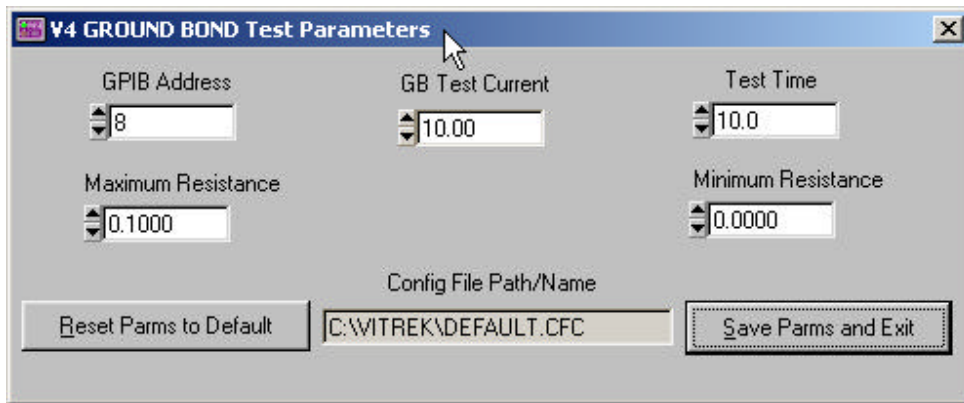 V4 GROUND BOND Test Parameters
GPIB Address
8
GB Test Current
10.00
Test Time
10.0
Maximum Resistance
0.1000
Minimum Resistance
0.0000
Config File Path/Name
Reset Parms to Default
C:\VITREK\DEFAULT.CFC
Save Parms and Exit